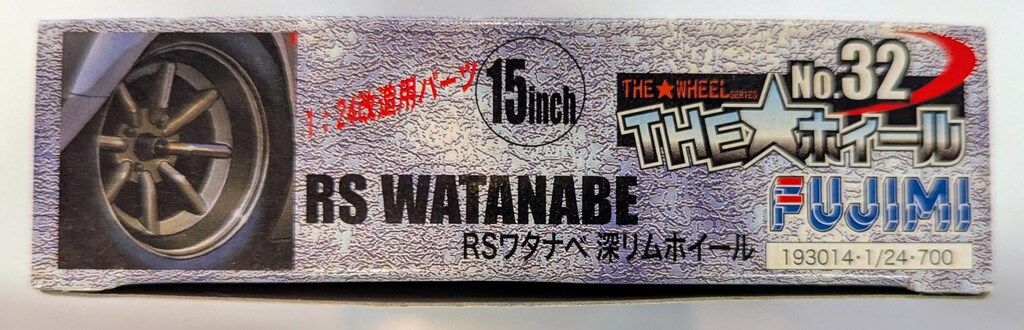 1:24改造用パーツ
15inch
No.32
THE★WHEEL SERIES
THE★ホイール
RS WATANABE
FUJIMI
RSワタナベ 深リムホイール
193014・1/24・700